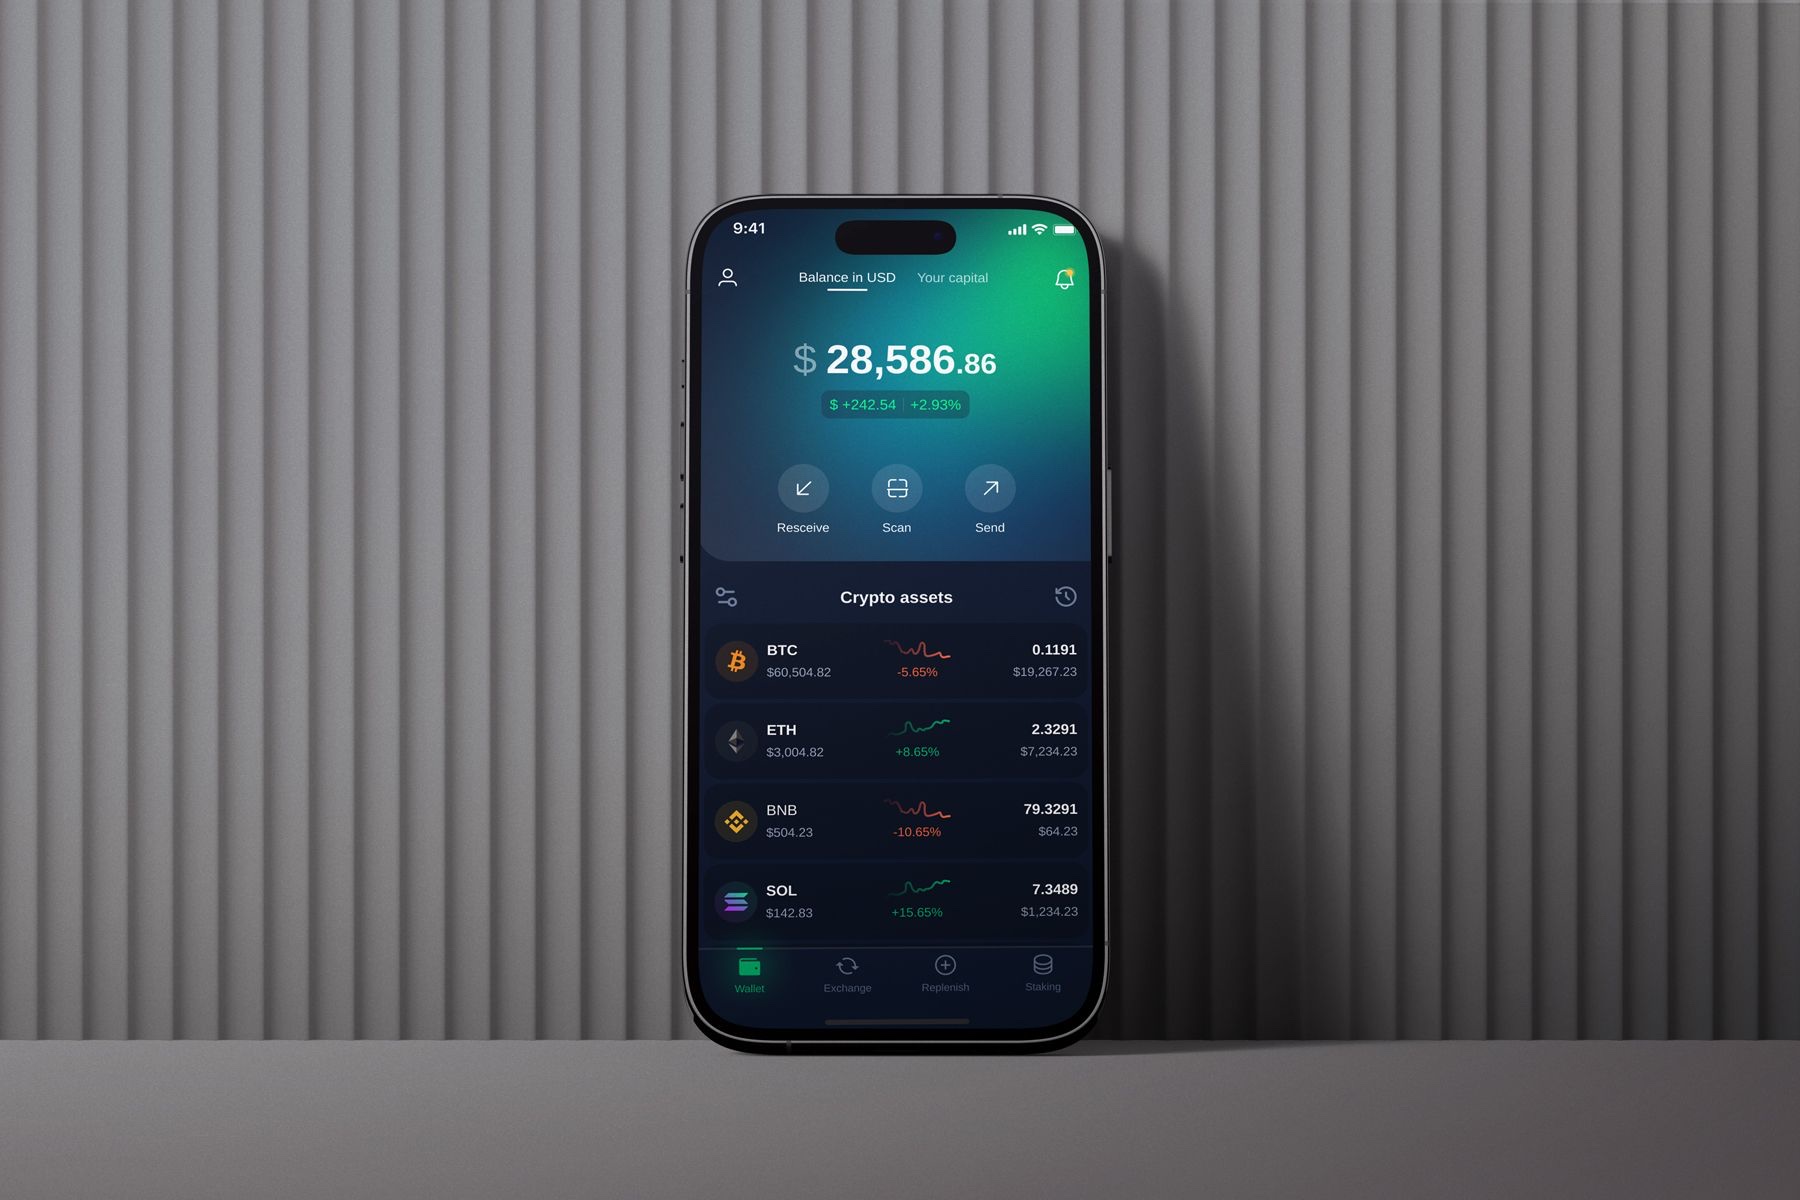 9:41
Balance in USD Your capital
$ 28,586.86
$ +242.54 +2.93%
Resceive Scan Send
Crypto assets
BTC 0.1191
$60,504.82 -5.65% $19,267.23
ETH 2.3291
$3,004.82 +8.65% $7,234.23
BNB 79.3291
$504.23 -10.65% $64.23
SOL 7.3489
$142.83 +15.65% $1,234.23
Wallet Exchange Replenish Staking